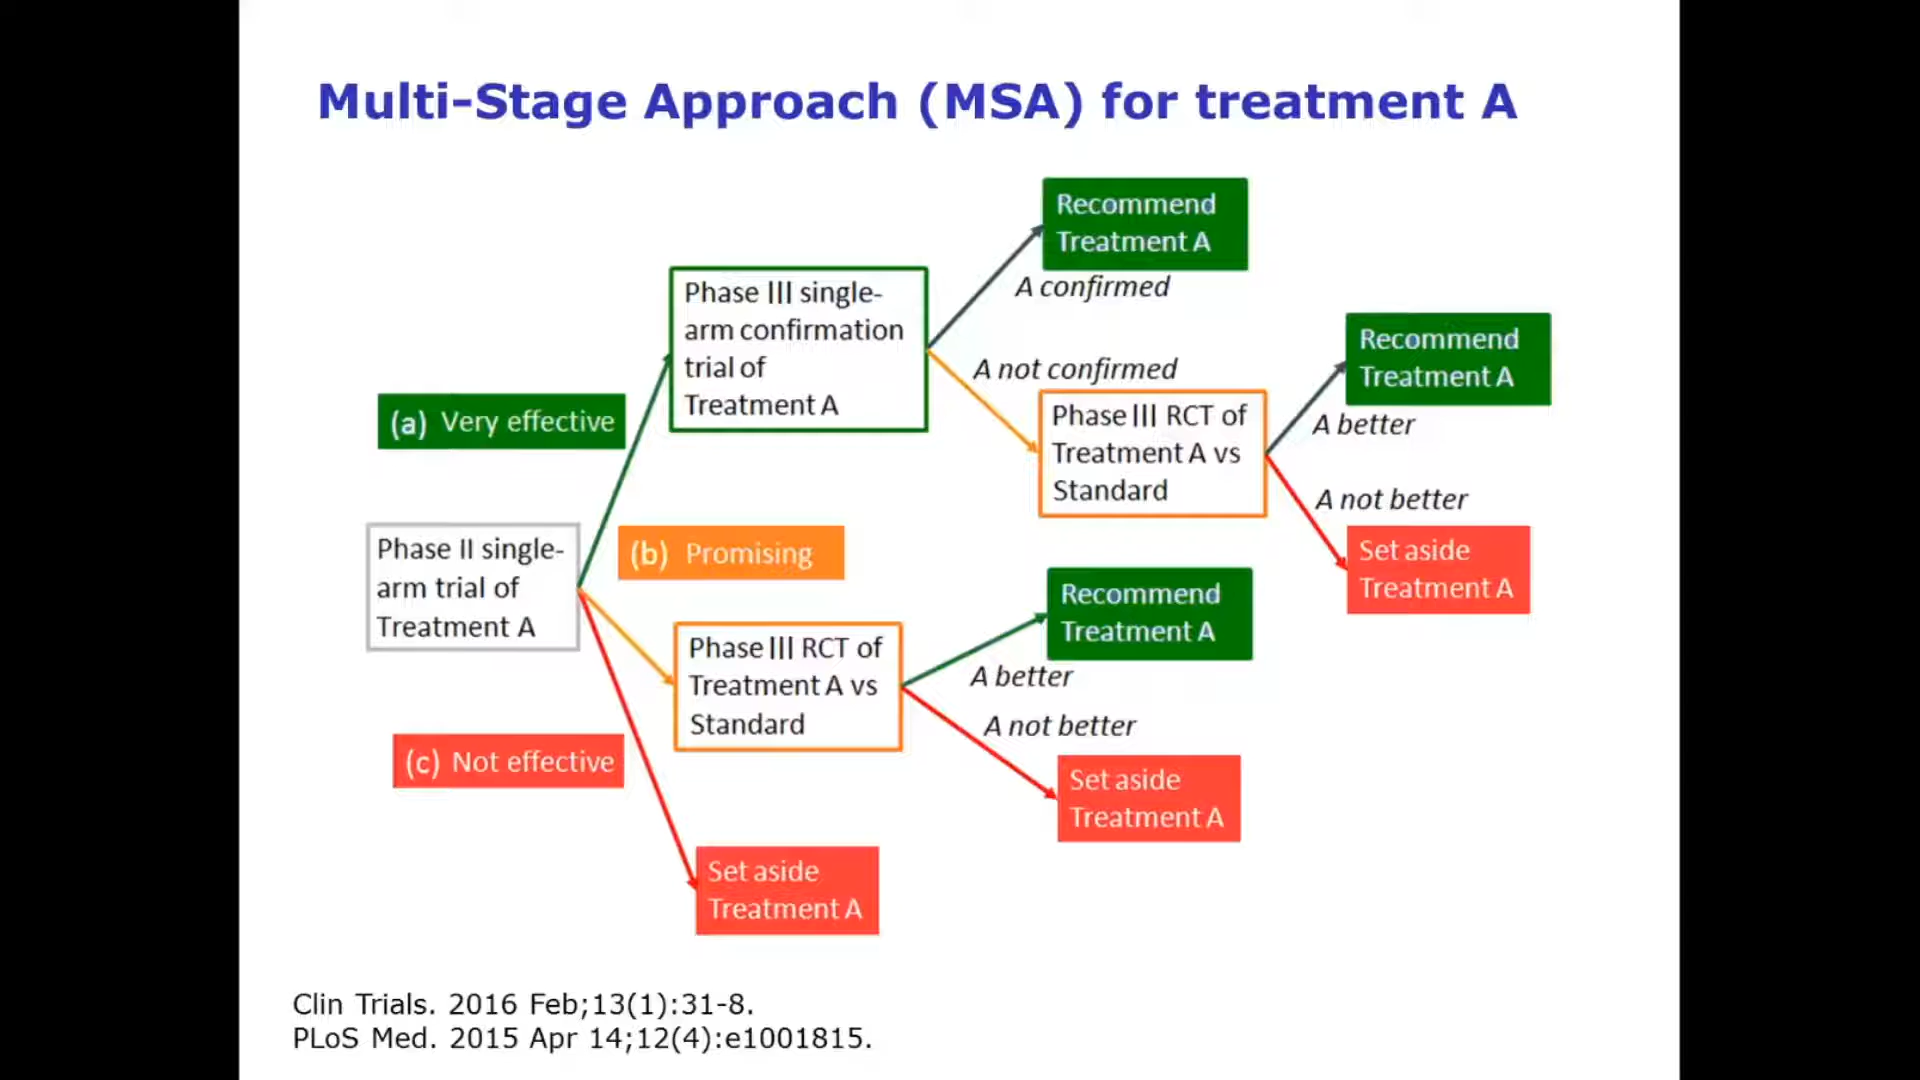 Multi-Stage Approach (MSA) for treatment A
Recommend
Treatment A
A confirmed
Phase III single-
arm confirmation
trial of
Treatment A
A not confirmed
Recommend
Treatment A
A better
(a) Very effective
Phase III RCT of
Treatment A vs
Standard
A not better
Set aside
Treatment A
Phase II single-
arm trial of
Treatment A
(b) Promising
Recommend
Treatment A
Phase III RCT of
Treatment A vs
Standard
A better
A not better
(c) Not effective
Set aside
Treatment A
Set aside
Treatment A
Clin Trials. 2016 Feb;13(1):31-8.
PLoS Med. 2015 Apr 14;12(4):e1001815.